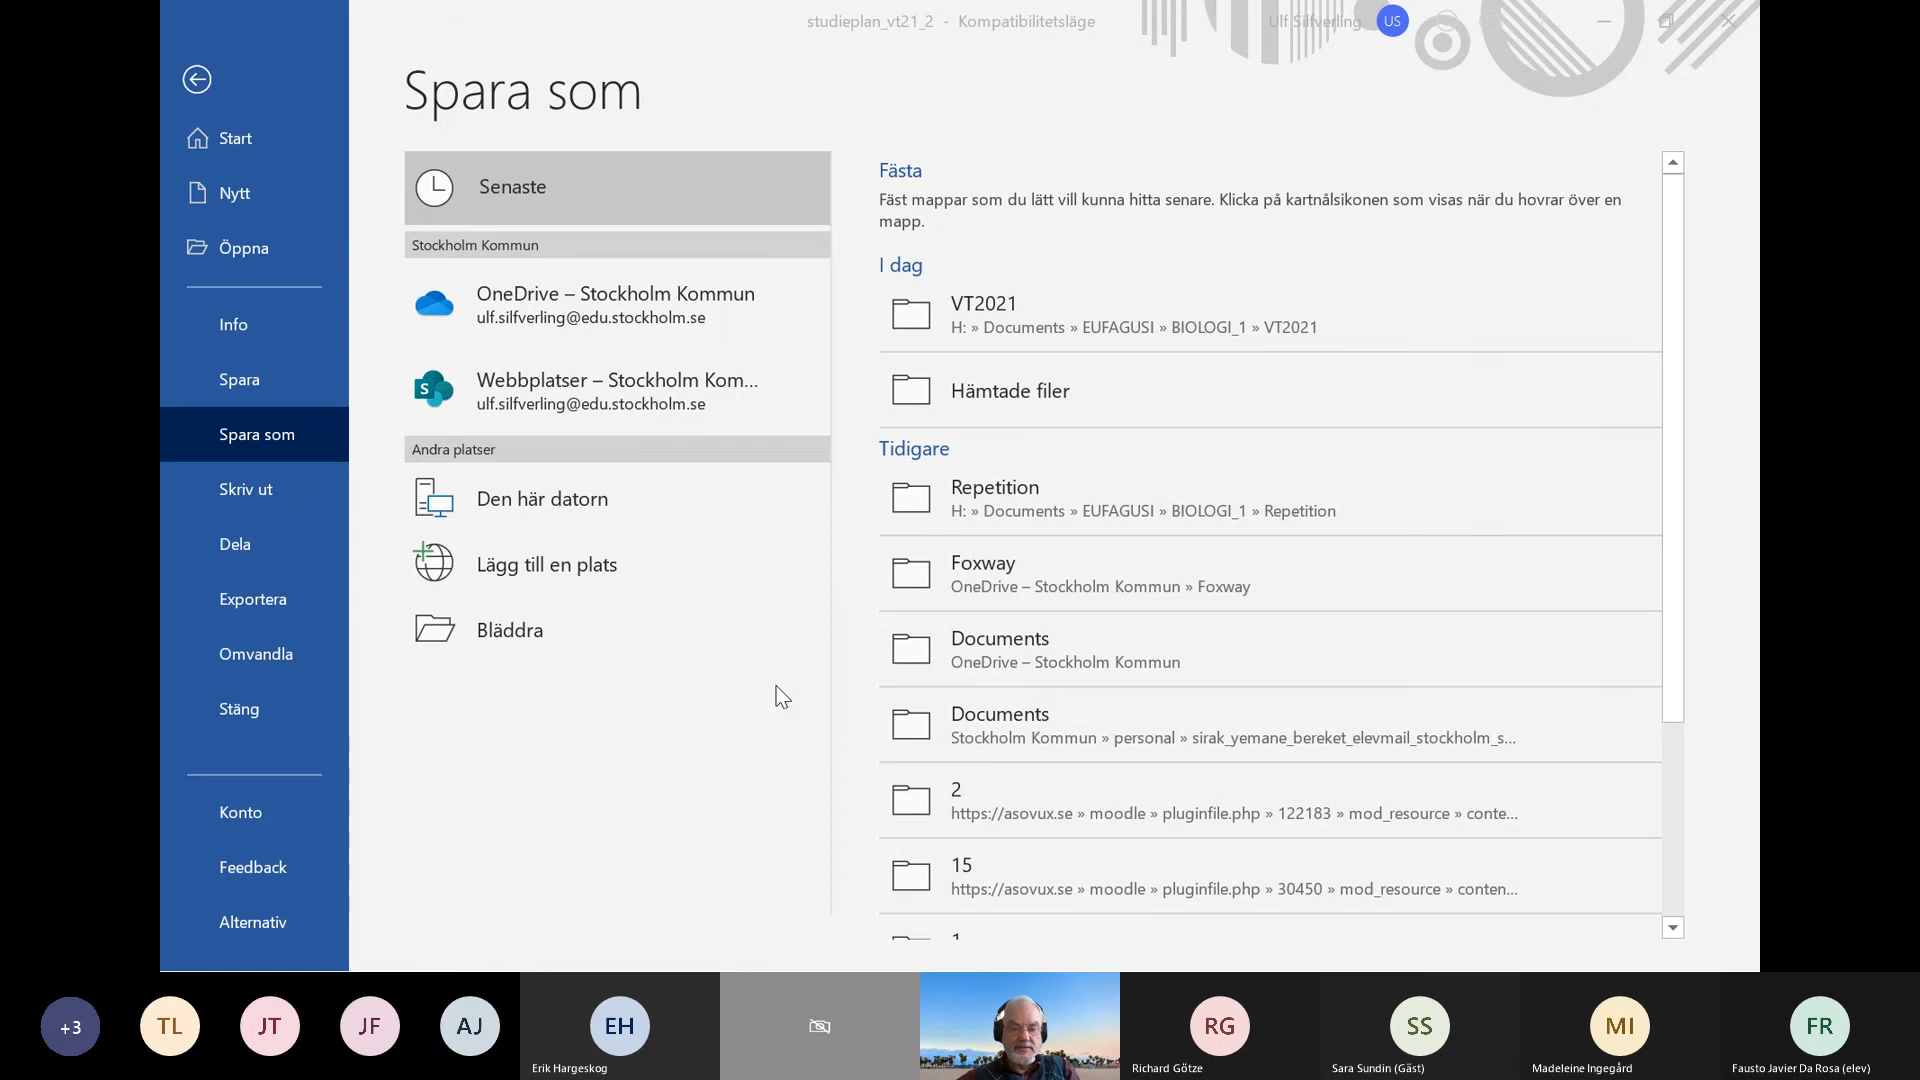 studieplan_vt21_2 - Kompatibilitetsläge
Ulf Silfverling
US
Spara som
Start
Nytt
Öppna
Info
Spara
Spara som
Skriv ut
Dela
Exportera
Omvandla
Stäng
Konto
Feedback
Alternativ
Senaste
Stockholm Kommun
OneDrive – Stockholm Kommun
ulf.silfverling@edu.stockholm.se
S
Webbplatser – Stockholm Kom...
ulf.silfverling@edu.stockholm.se
Andra platser
Den här datorn
Lägg till en plats
Bläddra
Fästa
Fäst mappar som du lätt vill kunna hitta senare. Klicka på kartnålsikonen som visas när du hovrar över en
mapp.
I dag
VT2021
H: » Documents » EUFAGUSI » BIOLOGI_1 » VT2021
Hämtade filer
Tidigare
Repetition
H: » Documents » EUFAGUSI » BIOLOGI_1 » Repetition
Foxway
OneDrive – Stockholm Kommun » Foxway
Documents
OneDrive – Stockholm Kommun
Documents
Stockholm Kommun » personal » sirak_yemane_bereket_elevmail_stockholm_s...
2
https://asovux.se » moodle » pluginfile.php » 122183 » mod_resource » conte...
15
https://asovux.se » moodle » pluginfile.php » 30450 » mod_resource » conten...
+3
TL
JT
JF
AJ
EH
Erik Hargeskog
RG
Richard Götze
SS
Sara Sundin (Gäst)
MI
Madeleine Ingegård
FR
Fausto Javier Da Rosa (elev)